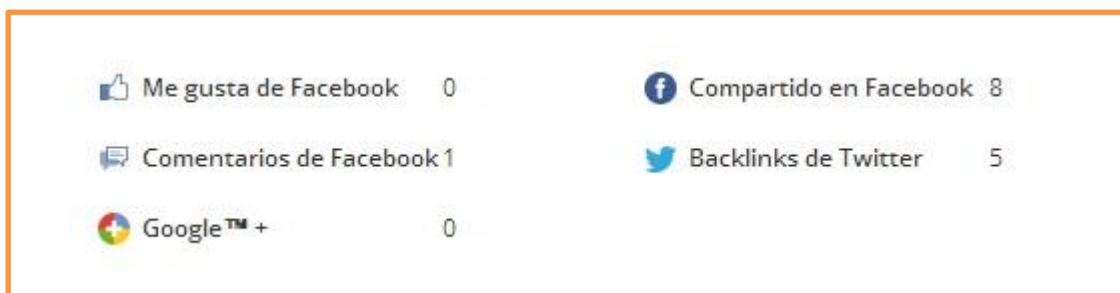 Me gusta de Facebook 0
Compartido en Facebook 8
Comentarios de Facebook 1
Backlinks de Twitter 5
Google™ + 0